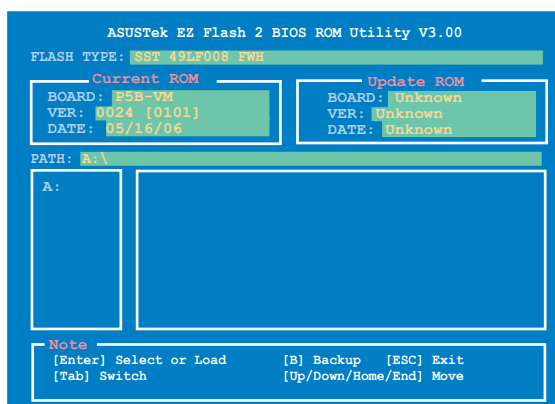 ASUSTek EZ Flash 2 BIOS ROM Utility V3.00
FLASH TYPE: SST 49LF008 FWH
Current ROM
BOARD: P5B-VM
VER: 0024 [0101]
DATE: 05/16/06
Update ROM
BOARD: Unknown
VER: Unknown
DATE: Unknown
PATH: A:\
A:
Note
[Enter] Select or Load [B] Backup [ESC] Exit
[Tab] Switch [Up/Down/Home/End] Move